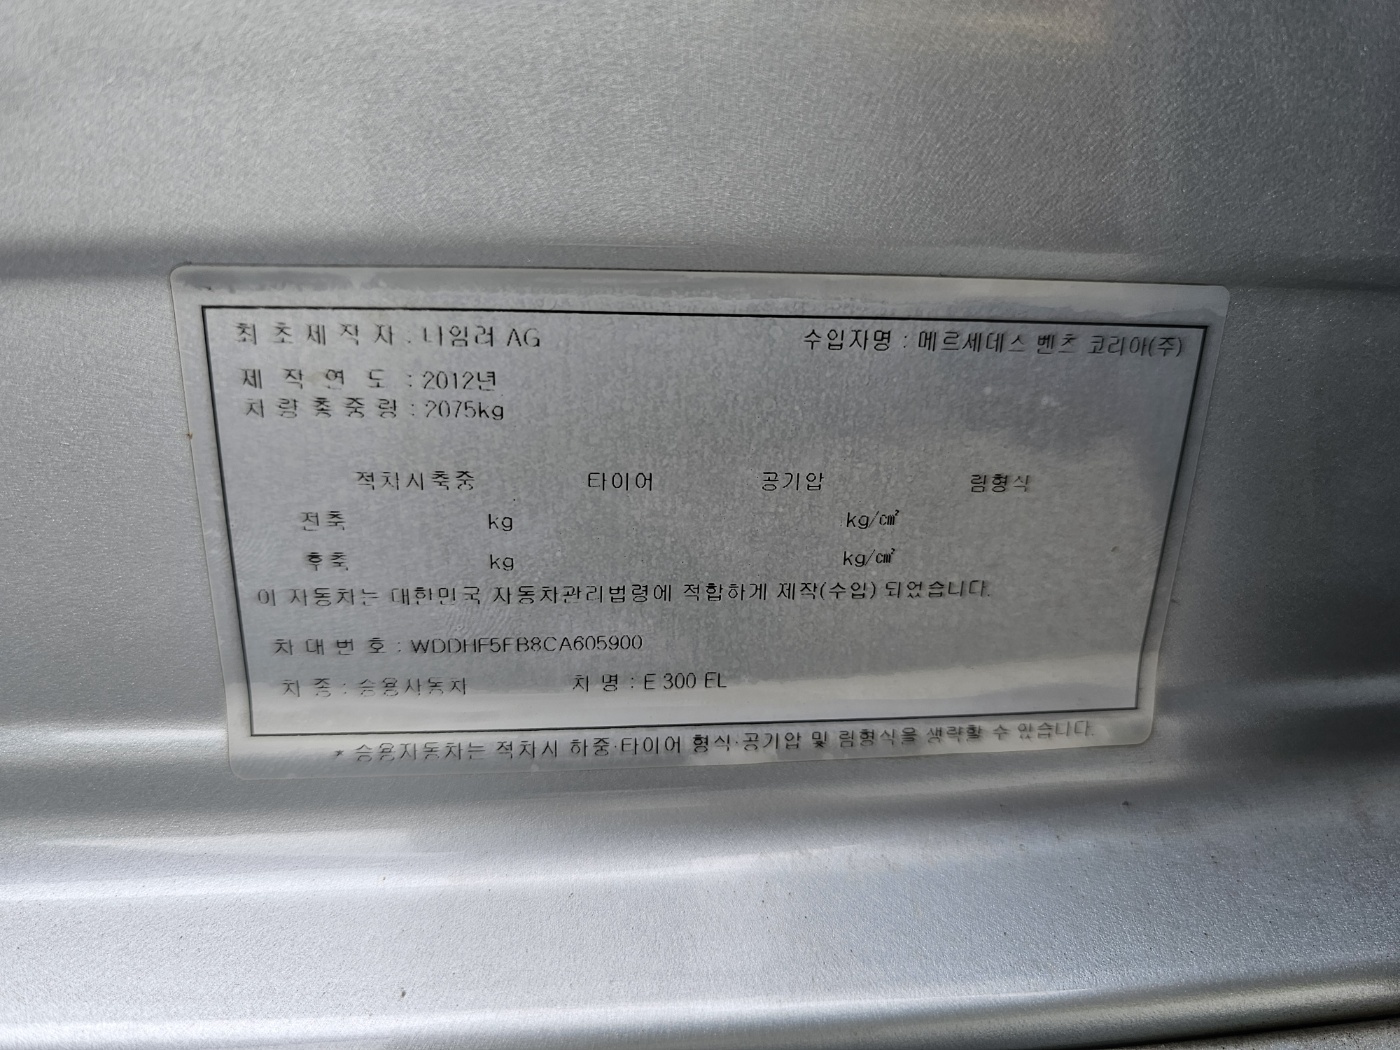 최초제작자 : 다임러 AG 수입자명 : 메르세데스 벤츠 코리아(주)
제작연도 : 2012년
차량총중량 : 2075kg
적차시축중 타이어 공기압 림형식
전축 kg kg/㎠
후축 kg kg/㎠
이 자동차는 대한민국 자동차관리법령에 적합하게 제작(수입) 되었습니다.
차대번호 : WDDHF5FB8CA605900
차종 : 승용자동차 차명 : E 300 EL
* 승용자동차는 적차시 하중·타이어 형식·공기압 및 림형식을 생략할 수 있습니다.